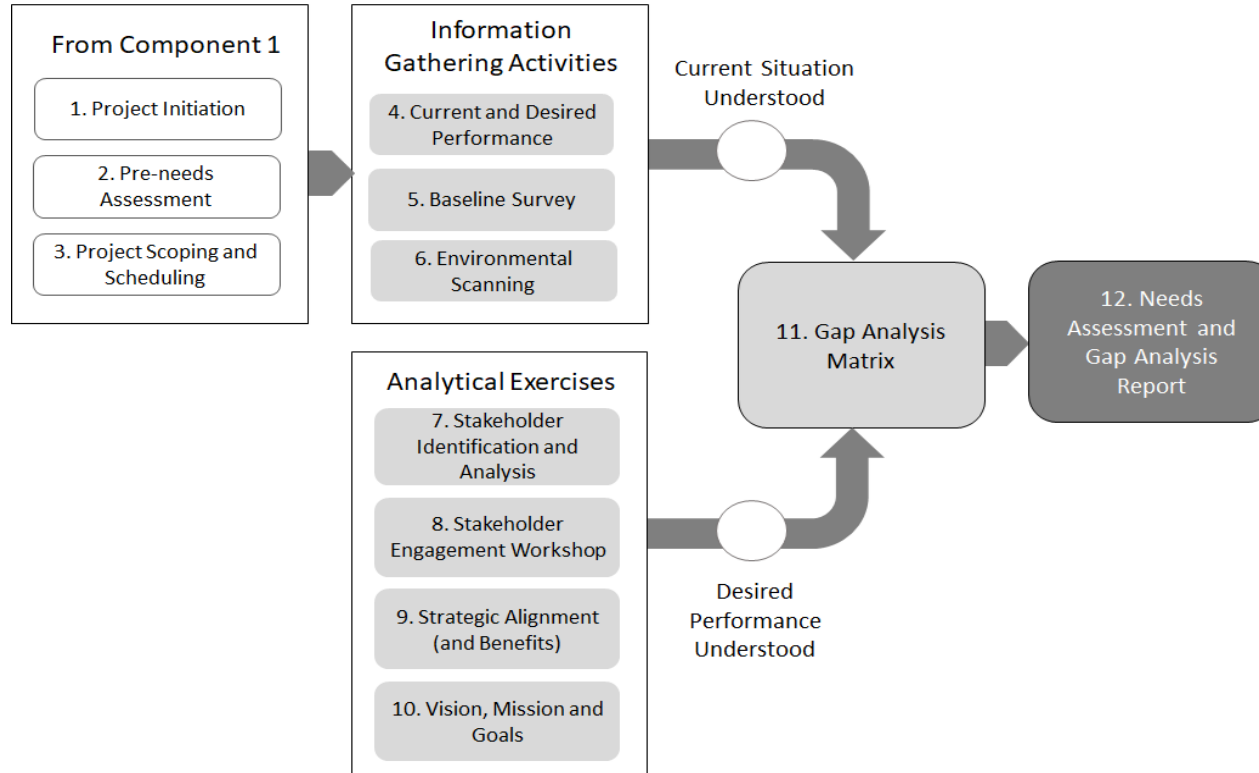 From Component 1
1. Project Initiation
2. Pre-needs
Assessment
3. Project Scoping and
Scheduling
Information
Gathering Activities
4. Current and Desired
Performance
5. Baseline Survey
6. Environmental
Scanning
Current Situation
Understood
Analytical Exercises
7. Stakeholder
Identification and
Analysis
8. Stakeholder
Engagement Workshop
9. Strategic Alignment
(and Benefits)
10. Vision, Mission and
Goals
Desired
Performance
Understood
11. Gap Analysis
Matrix
12. Needs
Assessment and
Gap Analysis
Report